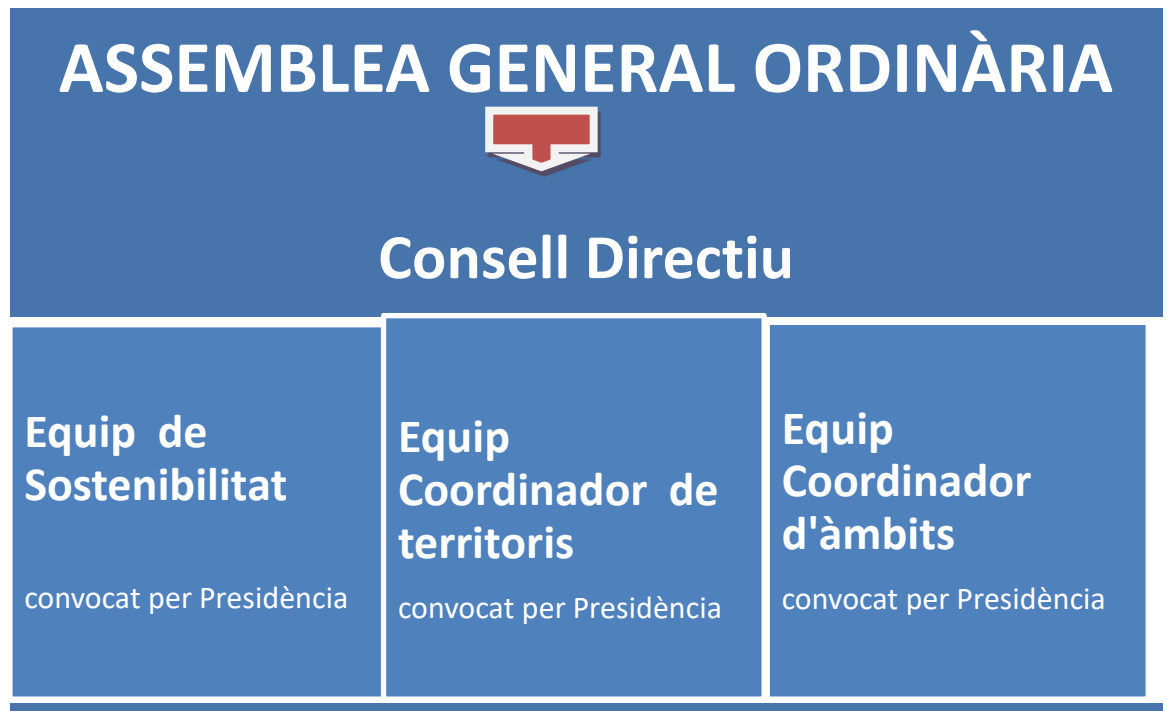 ASSEMBLEA GENERAL ORDINÀRIA
Consell Directiu
Equip de
Sostenibilitat
convocat per Presidència
Equip
Coordinador de
territoris
convocat per Presidència
Equip
Coordinador
d'àmbits
convocat per Presidència